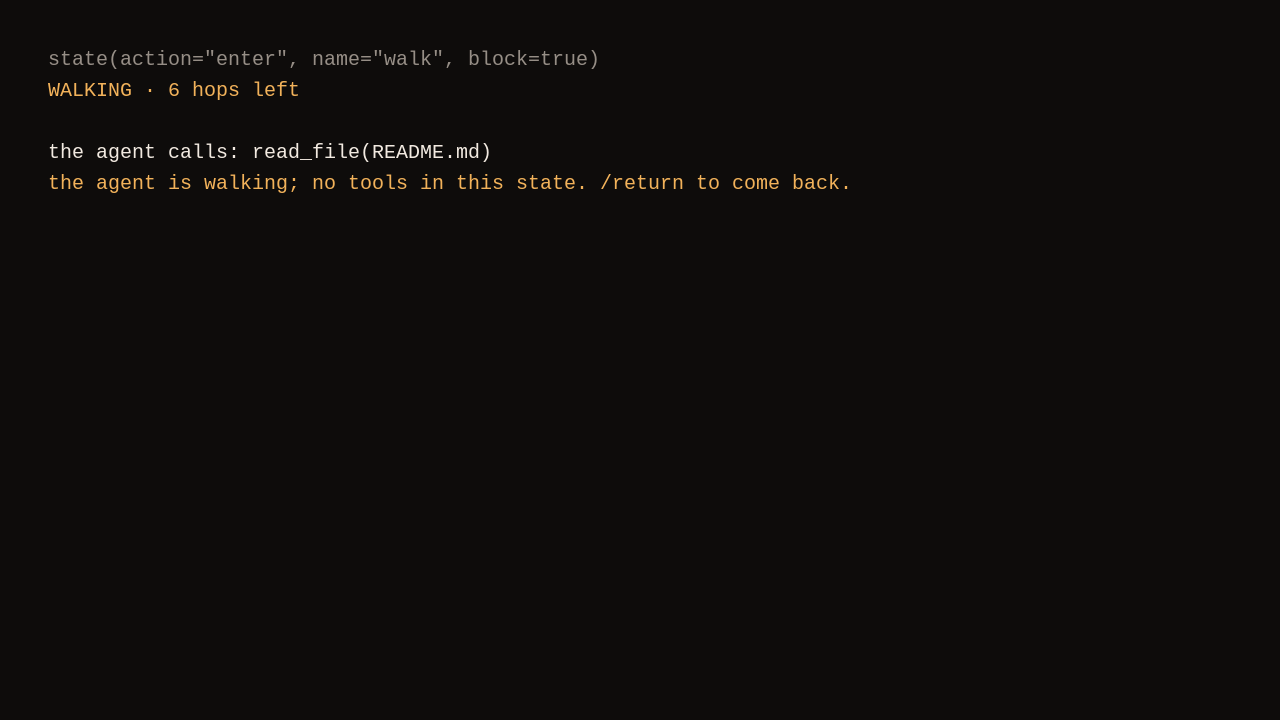 state(action="enter", name="walk", block=true)
WALKING · 6 hops left
the agent calls: read_file(README.md)
the agent is walking; no tools in this state. /return to come back.